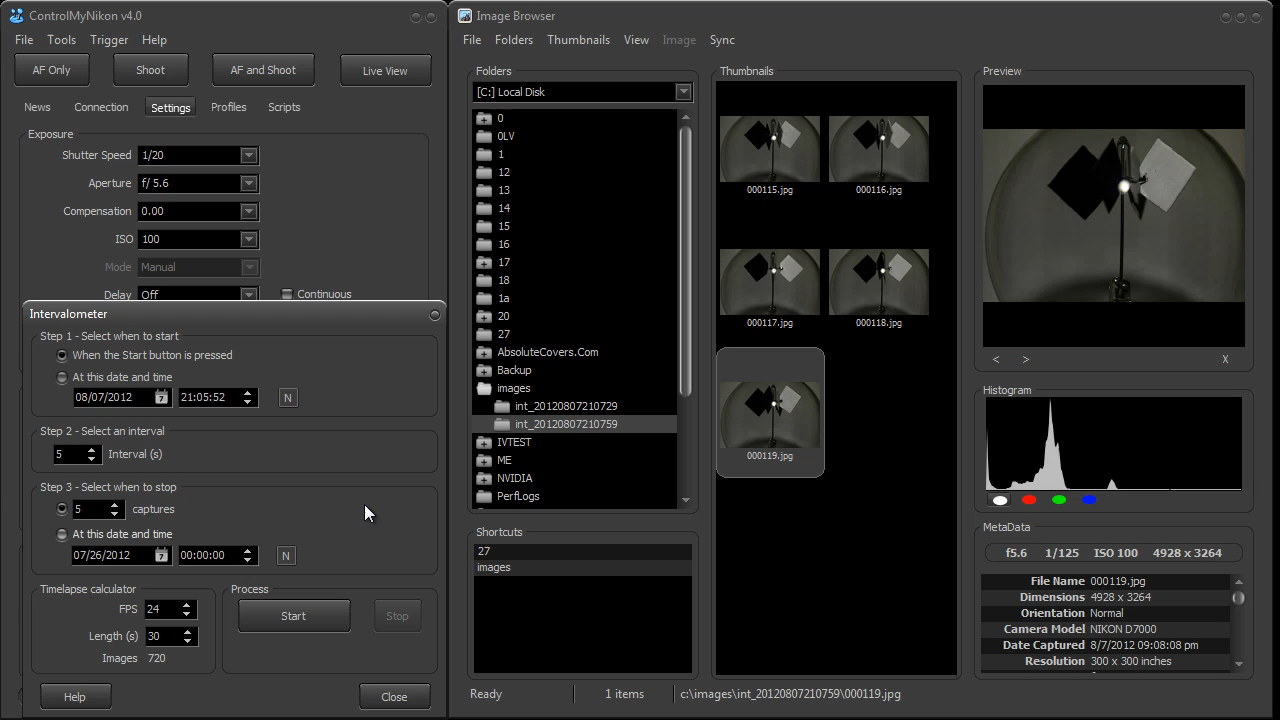 ControlMyNikon v4.0
File Tools Trigger Help
AF Only Shoot AF and Shoot Live View
News Connection Settings Profiles Scripts
Exposure
Shutter Speed 1/20
Aperture f/ 5.6
Compensation 0.00
ISO 100
Mode Manual
Delay Off Continuous
Intervalometer
Step 1 - Select when to start
When the Start button is pressed
At this date and time
08/07/2012 7 21:05:52 N
Step 2 - Select an interval
5 Interval (s)
Step 3 - Select when to stop
5 captures
At this date and time
07/26/2012 7 00:00:00 N
Timelapse calculator
FPS 24
Length (s) 30
Images 720
Process
Start Stop
Help Close
Image Browser
File Folders Thumbnails View Image Sync
Folders
[C:] Local Disk
0
0LV
1
12
13
14
15
16
17
18
1a
20
27
AbsoluteCovers.Com
Backup
images
int_20120807210729
int_20120807210759
IVTEST
ME
NVIDIA
PerfLogs
Shortcuts
27
images
Thumbnails
000115.jpg 000116.jpg
000117.jpg 000118.jpg
000119.jpg
Preview
< > X
Histogram
MetaData
f5.6 1/125 ISO 100 4928 x 3264
File Name 000119.jpg
Dimensions 4928 x 3264
Orientation Normal
Camera Model NIKON D7000
Date Captured 8/7/2012 09:08:08 pm
Resolution 300 x 300 inches
Ready 1 items c:\images\int_20120807210759\000119.jpg